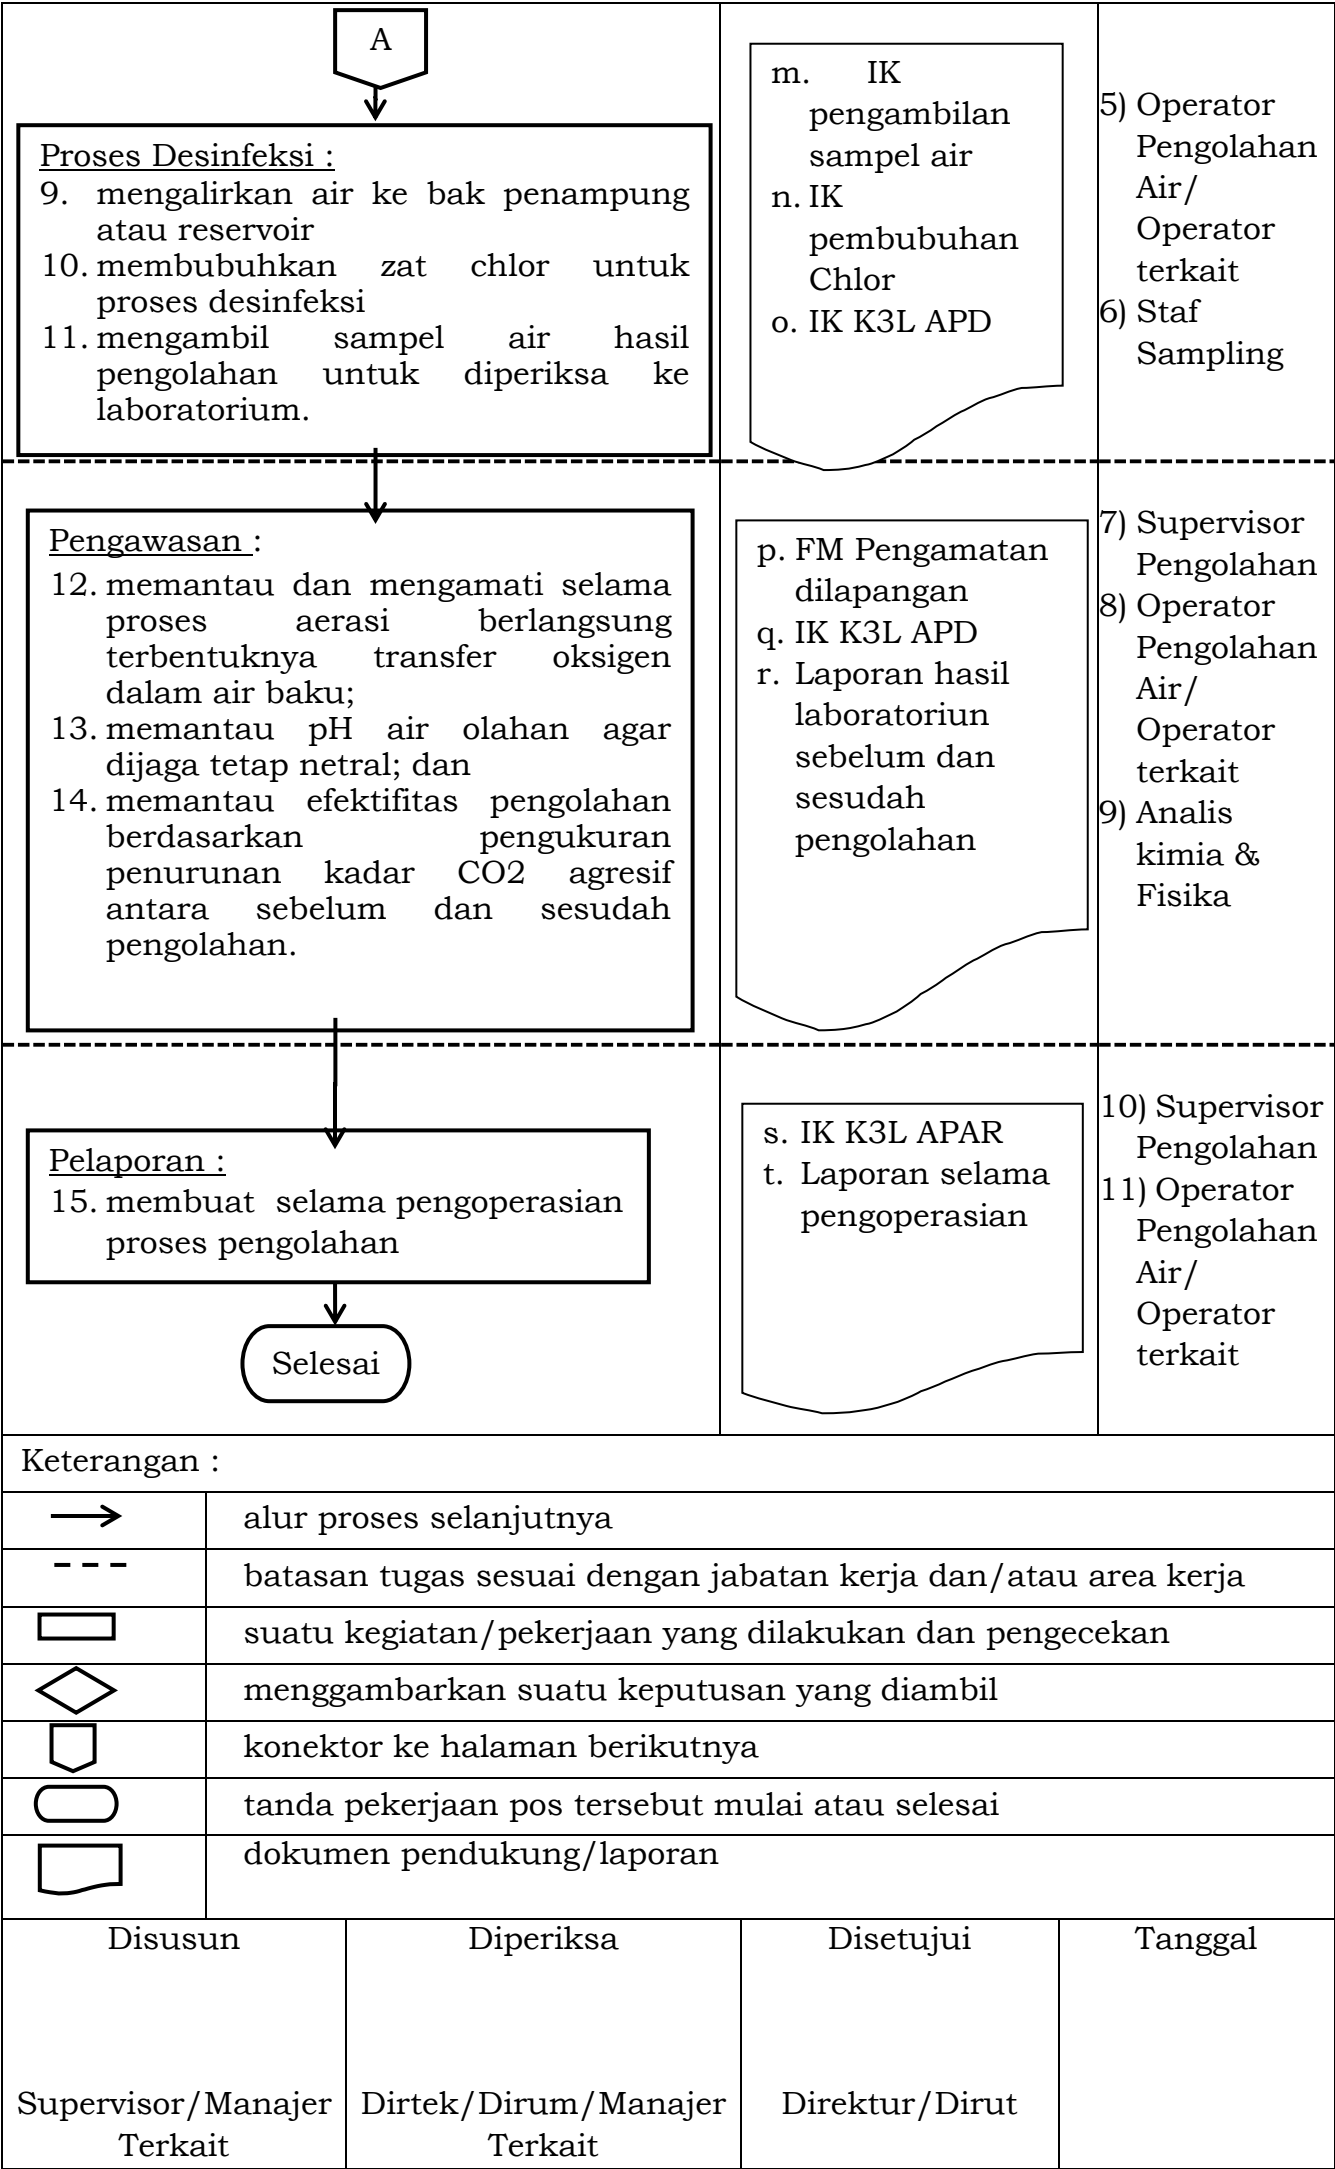 A
Proses Desinfeksi :
9. mengalirkan air ke bak penampung
atau reservoir
10. membubuhkan zat chlor untuk
proses desinfeksi
11. mengambil sampel air hasil
pengolahan untuk diperiksa ke
laboratorium.
m. IK
pengambilan
sampel air
n. IK
pembubuhan
Chlor
o. IK K3L APD
5) Operator
Pengolahan
Air/
Operator
terkait
6) Staf
Sampling
Pengawasan :
12. memantau dan mengamati selama
proses aerasi berlangsung
terbentuknya transfer oksigen
dalam air baku;
13. memantau pH air olahan agar
dijaga tetap netral; dan
14. memantau efektifitas pengolahan
berdasarkan pengukuran
penurunan kadar CO2 agresif
antara sebelum dan sesudah
pengolahan.
p. FM Pengamatan
dilapangan
q. IK K3L APD
r. Laporan hasil
laboratoriun
sebelum dan
sesudah
pengolahan
7) Supervisor
Pengolahan
8) Operator
Pengolahan
Air/
Operator
terkait
9) Analis
kimia &
Fisika
Pelaporan :
15. membuat selama pengoperasian
proses pengolahan
Selesai
s. IK K3L APAR
t. Laporan selama
pengoperasian
10) Supervisor
Pengolahan
11) Operator
Pengolahan
Air/
Operator
terkait
Keterangan :
alur proses selanjutnya
batasan tugas sesuai dengan jabatan kerja dan/atau area kerja
suatu kegiatan/pekerjaan yang dilakukan dan pengecekan
menggambarkan suatu keputusan yang diambil
konektor ke halaman berikutnya
tanda pekerjaan pos tersebut mulai atau selesai
dokumen pendukung/laporan
Disusun
Supervisor/Manajer
Terkait
Diperiksa
Dirtek/Dirum/Manajer
Terkait
Disetujui
Direktur/Dirut
Tanggal